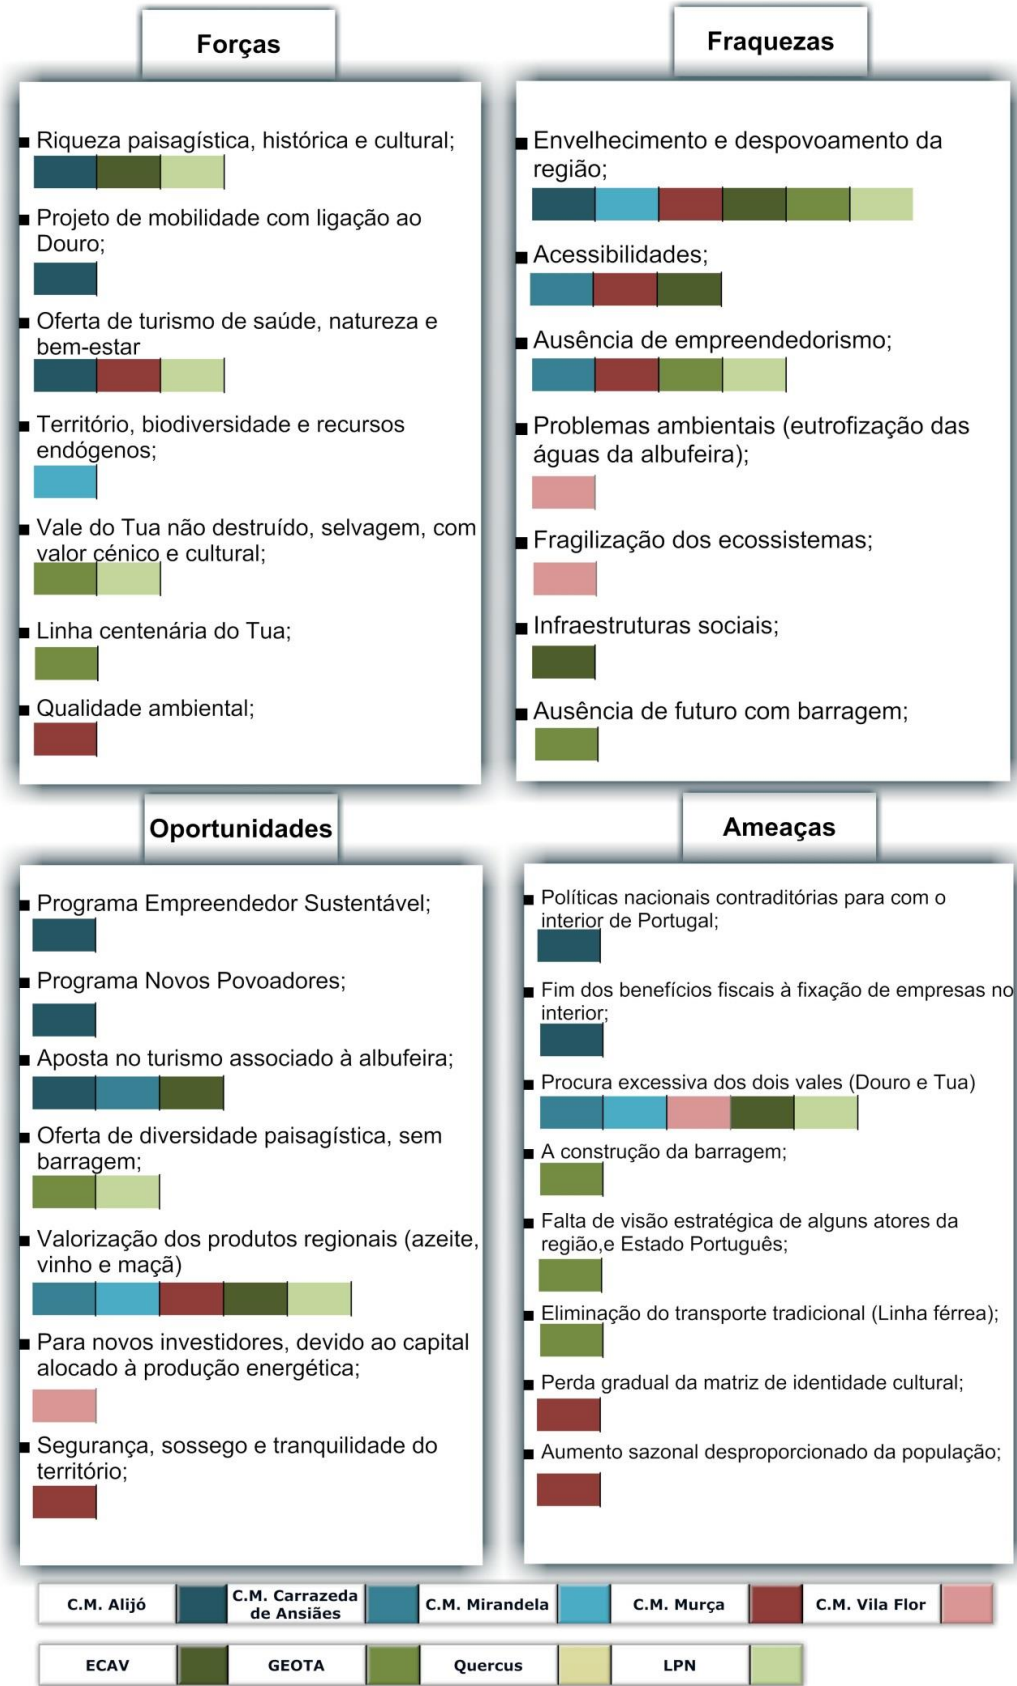 Forças
Riqueza paisagística, histórica e cultural;
Projeto de mobilidade com ligação ao
Douro;
Oferta de turismo de saúde, natureza e
bem-estar
Território, biodiversidade e recursos
endógenos;
Vale do Tua não destruído, selvagem, com
valor cénico e cultural;
Linha centenária do Tua;
Qualidade ambiental;
Fraquezas
Envelhecimento e despovoamento da
região;
Acessibilidades;
Ausência de empreendedorismo;
Problemas ambientais (eutrofização das
águas da albufeira);
Fragilização dos ecossistemas;
Infraestruturas sociais;
Ausência de futuro com barragem;
Oportunidades
Programa Empreendedor Sustentável;
Programa Novos Povoadores;
Aposta no turismo associado à albufeira;
Oferta de diversidade paisagística, sem
barragem;
Valorização dos produtos regionais (azeite,
vinho e maçã)
Para novos investidores, devido ao capital
alocado à produção energética;
Segurança, sossego e tranquilidade do
território;
Ameaças
Políticas nacionais contraditórias para com o
interior de Portugal;
Fim dos benefícios fiscais à fixação de empresas no
interior;
Procura excessiva dos dois vales (Douro e Tua)
A construção da barragem;
Falta de visão estratégica de alguns atores da
região,e Estado Português;
Eliminação do transporte tradicional (Linha férrea);
Perda gradual da matriz de identidade cultural;
Aumento sazonal desproporcionado da população;
C.M. Alijó
C.M. Carrazeda
de Ansiães
C.M. Mirandela
C.M. Murça
C.M. Vila Flor
ECAV
GEOTA
Quercus
LPN